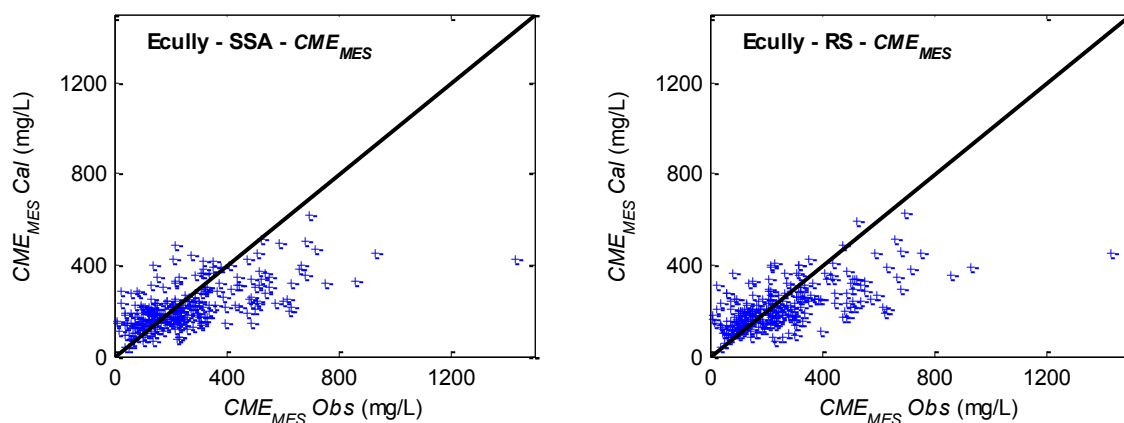 Ecully - SSA - CME_MES
1200
800
400
0
0 400 800 1200
CME_MES Cal (mg/L)
CME_MES Obs (mg/L)
Ecully - RS - CME_MES
1200
800
400
0
0 400 800 1200
CME_MES Cal (mg/L)
CME_MES Obs (mg/L)